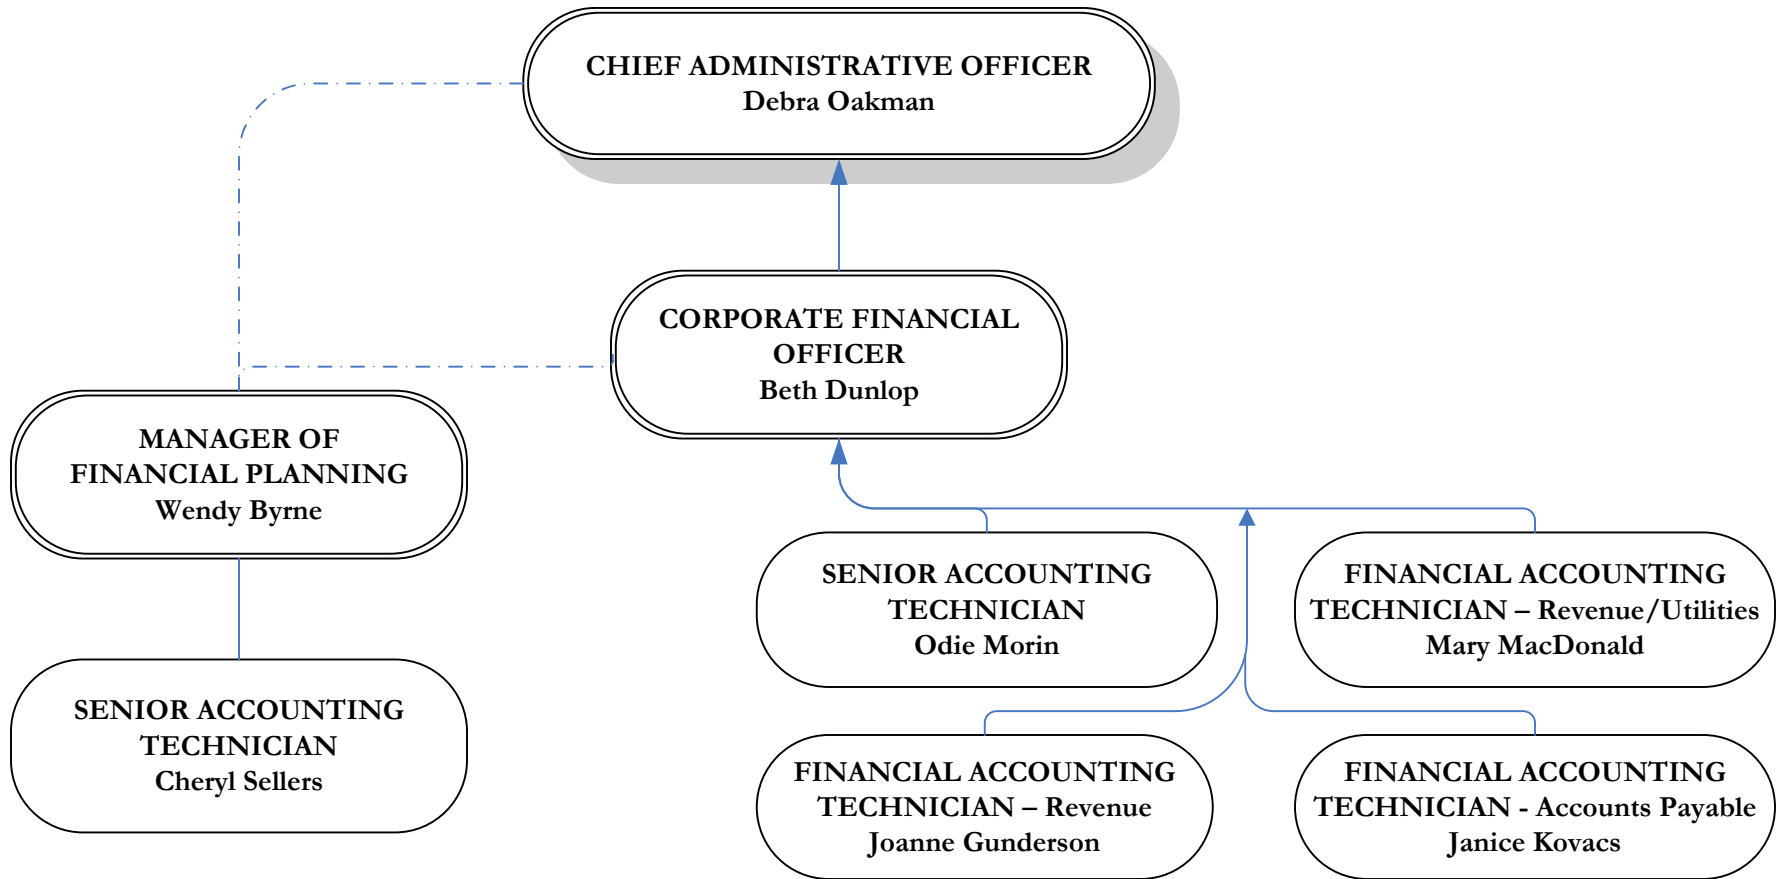 CHIEF ADMINISTRATIVE OFFICER
Debra Oakman
CORPORATE FINANCIAL
OFFICER
Beth Dunlop
MANAGER OF
FINANCIAL PLANNING
Wendy Byrne
SENIOR ACCOUNTING
TECHNICIAN
Odie Morin
FINANCIAL ACCOUNTING
TECHNICIAN – Revenue/Utilities
Mary MacDonald
SENIOR ACCOUNTING
TECHNICIAN
Cheryl Sellers
FINANCIAL ACCOUNTING
TECHNICIAN – Revenue
Joanne Gunderson
FINANCIAL ACCOUNTING
TECHNICIAN - Accounts Payable
Janice Kovacs